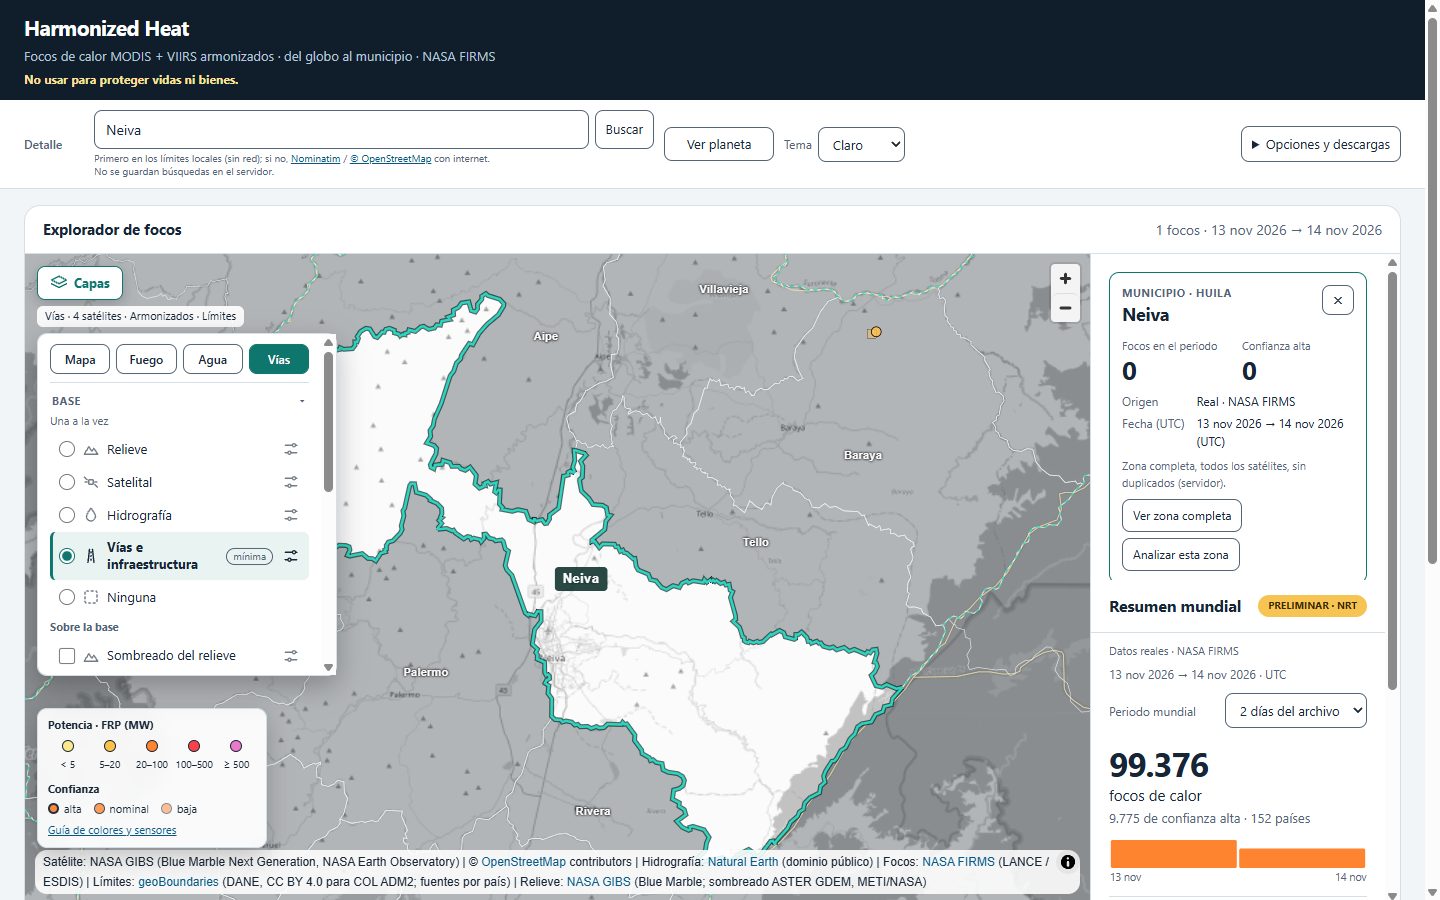 Harmonized Heat
Focos de calor MODIS + VIIRS armonizados · del globo al municipio · NASA FIRMS
No usar para proteger vidas ni bienes.
Detalle
Neiva
Buscar
Primero en los límites locales (sin red); si no, Nominatim / © OpenStreetMap con internet.
No se guardan búsquedas en el servidor.
Ver planeta
Tema
Claro
Opciones y descargas
Explorador de focos
1 focos · 13 nov 2026 → 14 nov 2026
Capas
Vías · 4 satélites · Armonizados · Límites
Mapa
Fuego
Agua
Vías
BASE
Una a la vez
Relieve
Satelital
Hidrografía
Vías e
infraestructura
mínima
Ninguna
Sobre la base
Sombreado del relieve
Villavieja
Aipe
Baraya
Baraya
Baraya
Tello
Tello
Tello
Neiva
45
Neiva
Palermo
Palermo
43
Rivera
Rivera
+
−
Potencia · FRP (MW)
< 5
5–20
20–100
100–500
≥ 500
Confianza
alta
nominal
baja
Guía de colores y sensores
Satélite: NASA GIBS (Blue Marble Next Generation, NASA Earth Observatory) | © OpenStreetMap contributors | Hidrografía: Natural Earth (dominio público) | Focos: NASA FIRMS (LANCE /
ESDIS) | Límites: geoBoundaries (DANE, CC BY 4.0 para COL ADM2; fuentes por país) | Relieve: NASA GIBS (Blue Marble; sombreado ASTER GDEM, METI/NASA)
MUNICIPIO · HUILA
Neiva
×
Focos en el periodo
0
Confianza alta
0
Origen
Real · NASA FIRMS
Fecha (UTC)
13 nov 2026 → 14 nov 2026
(UTC)
Zona completa, todos los satélites, sin
duplicados (servidor).
Ver zona completa
Analizar esta zona
Resumen mundial
PRELIMINAR · NRT
Datos reales · NASA FIRMS
13 nov 2026 → 14 nov 2026 · UTC
Periodo mundial
2 días del archivo
99.376
focos de calor
9.775 de confianza alta · 152 países
13 nov
14 nov